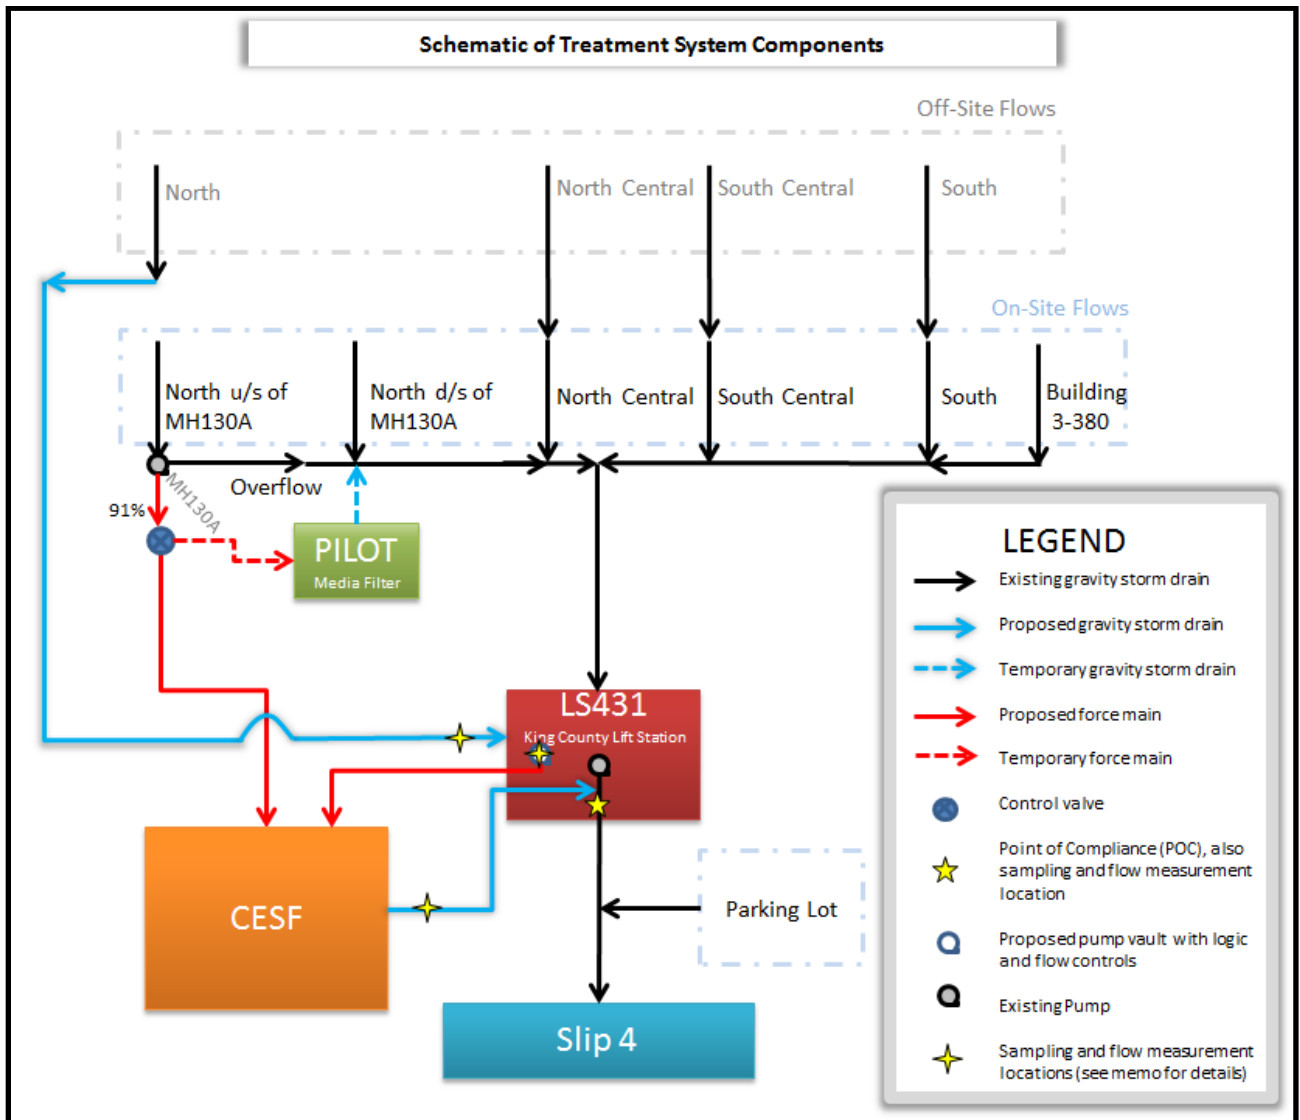 Schematic of Treatment System Components
Off-Site Flows
North
North Central
South Central
South
On-Site Flows
North u/s of
MH130A
North d/s of
MH130A
North Central
South Central
South
Building
3-380
Overflow
MH130A
91%
PILOT
Media Filter
LS431
King County Lift Station
CESF
Parking Lot
Slip 4
LEGEND
Existing gravity storm drain
Proposed gravity storm drain
Temporary gravity storm drain
Proposed force main
Temporary force main
Control valve
Point of Compliance (POC), also
sampling and flow measurement
location
Proposed pump vault with logic
and flow controls
Existing Pump
Sampling and flow measurement
locations (see memo for details)